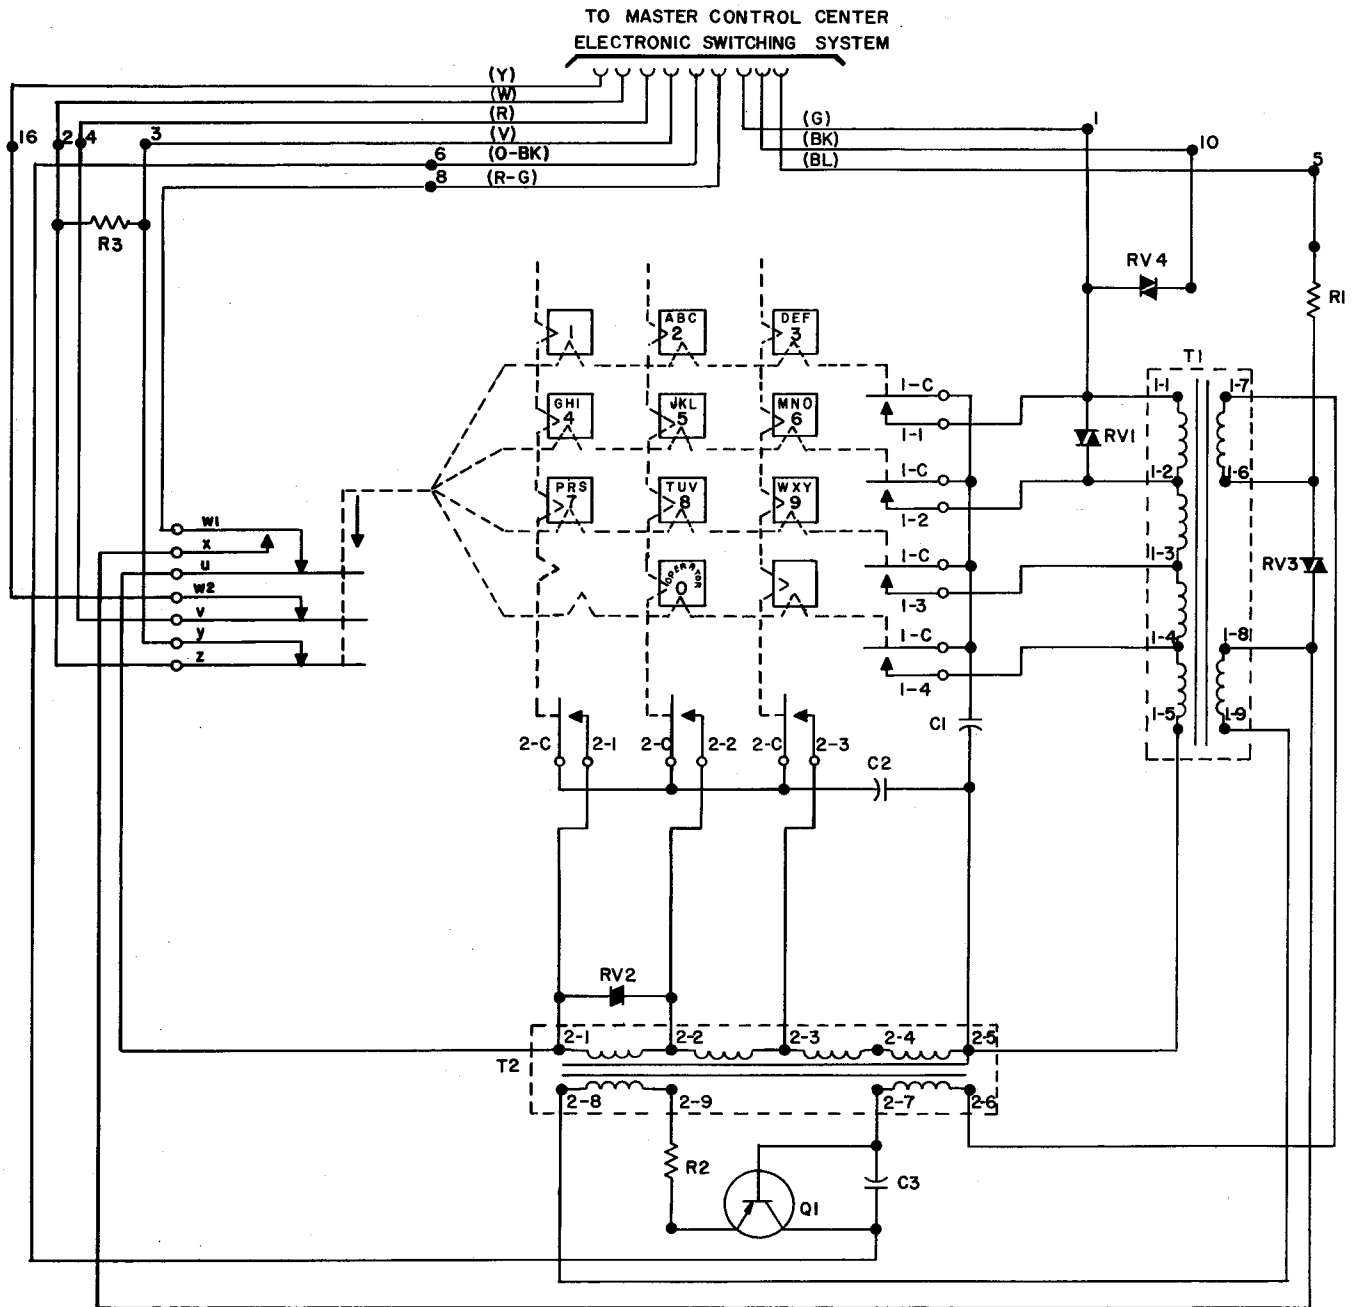 TO MASTER CONTROL CENTER
ELECTRONIC SWITCHING SYSTEM
(Y)
(W)
(R)
(V)
(O-BK)
(R-G)
(G)
(BK)
(BL)
16
2
4
3
6
8
1
10
5
R3
RV4
R1
T1
1
ABC
2
DEF
3
GHI
4
JKL
5
MNO
6
PRS
7
TUV
8
WXY
9
OPERATOR
0
1-C
1-1
1-C
1-2
1-C
1-3
1-C
1-4
RV1
1-1
1-2
1-3
1-4
1-5
1-7
1-6
1-8
1-9
RV3
W1
X
U
W2
V
Y
Z
2-C
2-1
2-C
2-2
2-C
2-3
C1
C2
RV2
T2
2-1
2-2
2-3
2-4
2-5
2-8
2-9
2-7
2-6
R2
Q1
C3